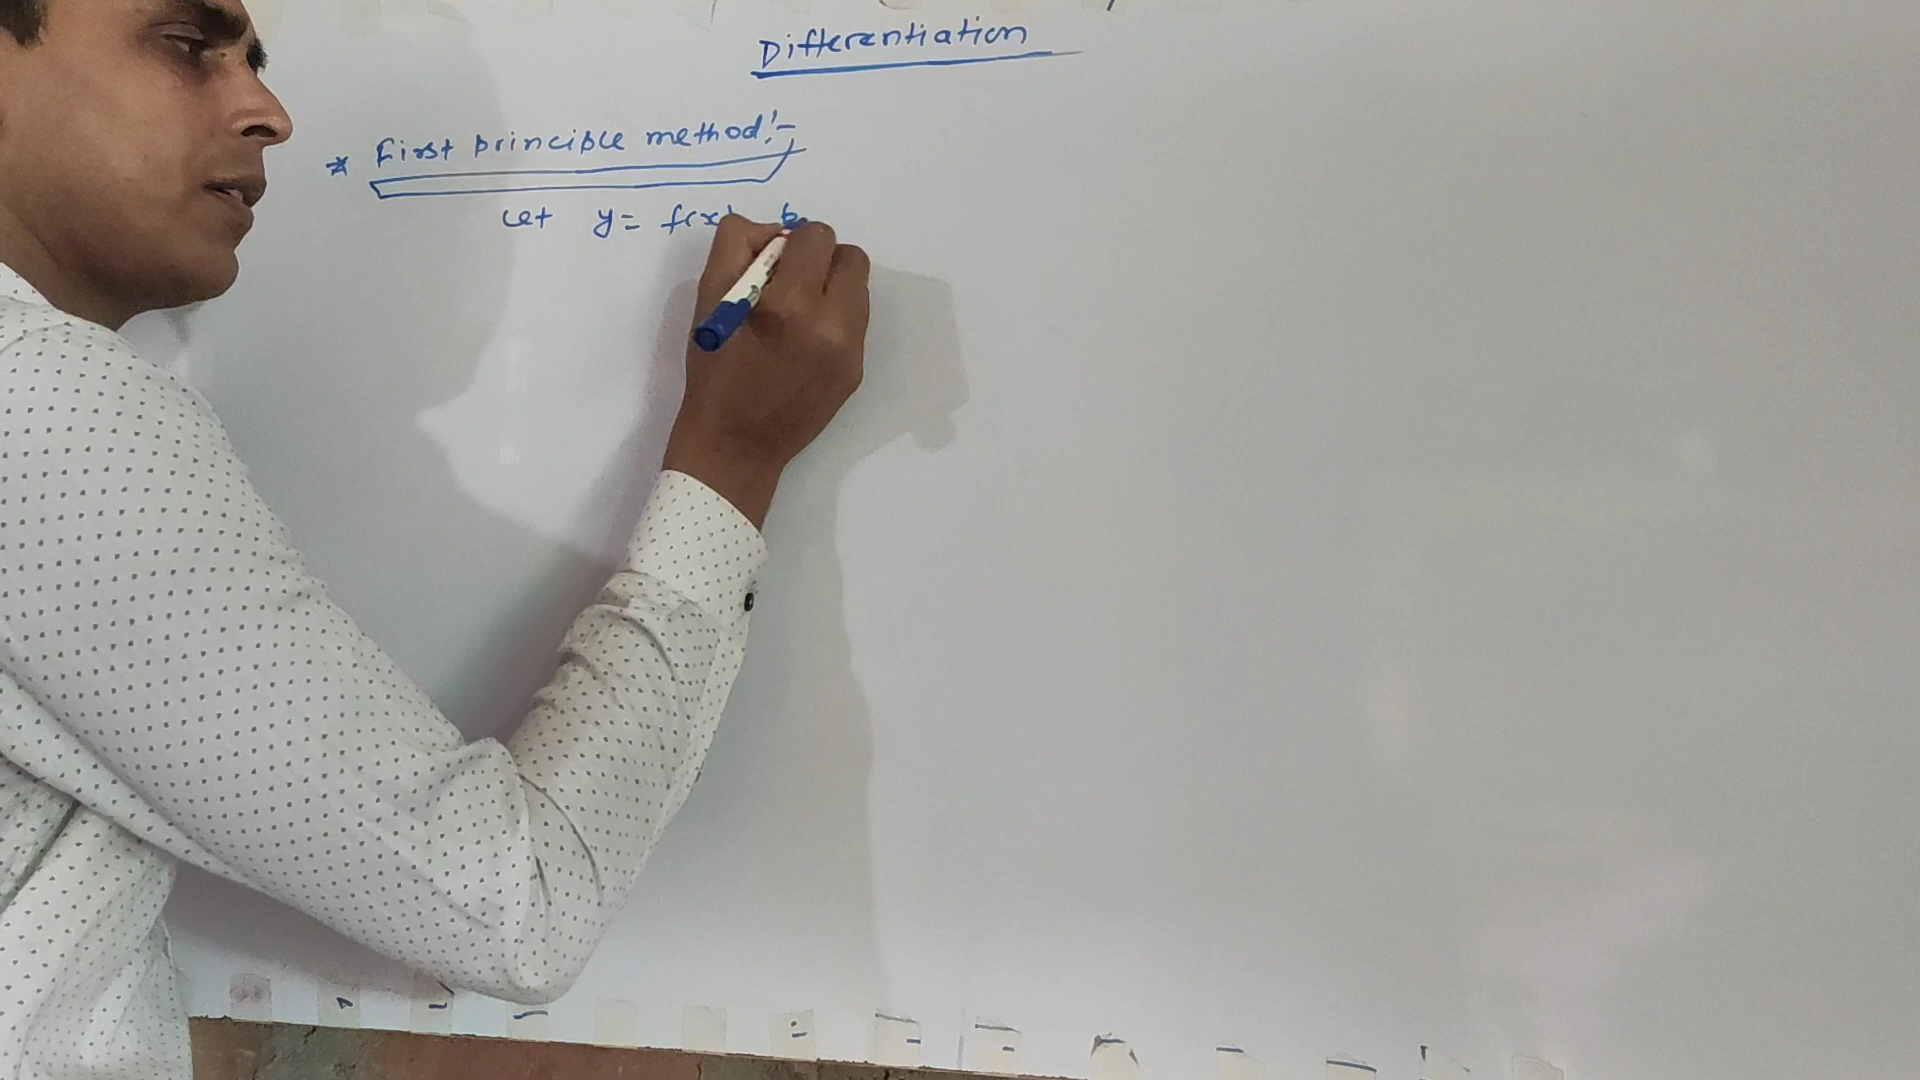 Differentiation
* First principle method:-
Let y = f(x)